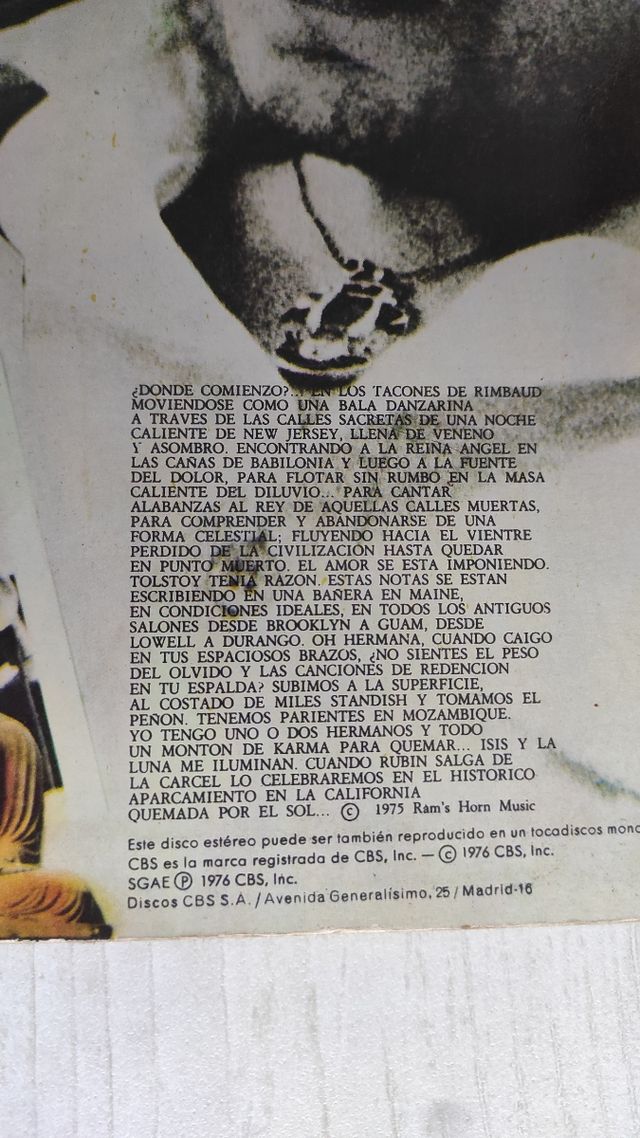 ¿DONDE COMIENZO?... EN LOS TACONES DE RIMBAUD
MOVIENDOSE COMO UNA BALA DANZARINA
A TRAVES DE LAS CALLES SACRETAS DE UNA NOCHE
CALIENTE DE NEW JERSEY, LLENA DE VENENO
Y ASOMBRO. ENCONTRANDO A LA REINA ANGEL EN
LAS CAÑAS DE BABILONIA Y LUEGO A LA FUENTE
DEL DOLOR, PARA FLOTAR SIN RUMBO EN LA MASA
CALIENTE DEL DILUVIO... PARA CANTAR
ALABANZAS AL REY DE AQUELLAS CALLES MUERTAS,
PARA COMPRENDER Y ABANDONARSE DE UNA
FORMA CELESTIAL; FLUYENDO HACIA EL VIENTRE
PERDIDO DE LA CIVILIZACION HASTA QUEDAR
EN PUNTO MUERTO. EL AMOR SE ESTA IMPONIENDO.
TOLSTOY TENIA RAZON. ESTAS NOTAS SE ESTAN
ESCRIBIENDO EN UNA BAÑERA EN MAINE,
EN CONDICIONES IDEALES, EN TODOS LOS ANTIGUOS
SALONES DESDE BROOKLYN A GUAM, DESDE
LOWELL A DURANGO. OH HERMANA, CUANDO CAIGO
EN TUS ESPACIOSOS BRAZOS, ¿NO SIENTES EL PESO
DEL OLVIDO Y LAS CANCIONES DE REDENCION
EN TU ESPALDA? SUBIMOS A LA SUPERFICIE,
AL COSTADO DE MILES STANDISH Y TOMAMOS EL
PEÑON. TENEMOS PARIENTES EN MOZAMBIQUE.
YO TENGO UNO O DOS HERMANOS Y TODO
UN MONTON DE KARMA PARA QUEMAR... ISIS Y LA
LUNA ME ILUMINAN. CUANDO RUBIN SALGA DE
LA CARCEL LO CELEBRAREMOS EN EL HISTORICO
APARCAMIENTO EN LA CALIFORNIA
QUEMADA POR EL SOL... © 1975 Ram's Horn Music
Este disco estéreo puede ser también reproducido en un tocadiscos mono
CBS es la marca registrada de CBS, Inc. — © 1976 CBS, Inc.
SGAE ℗ 1976 CBS, Inc.
Discos CBS S.A. / Avenida Generalísimo, 25 / Madrid-16